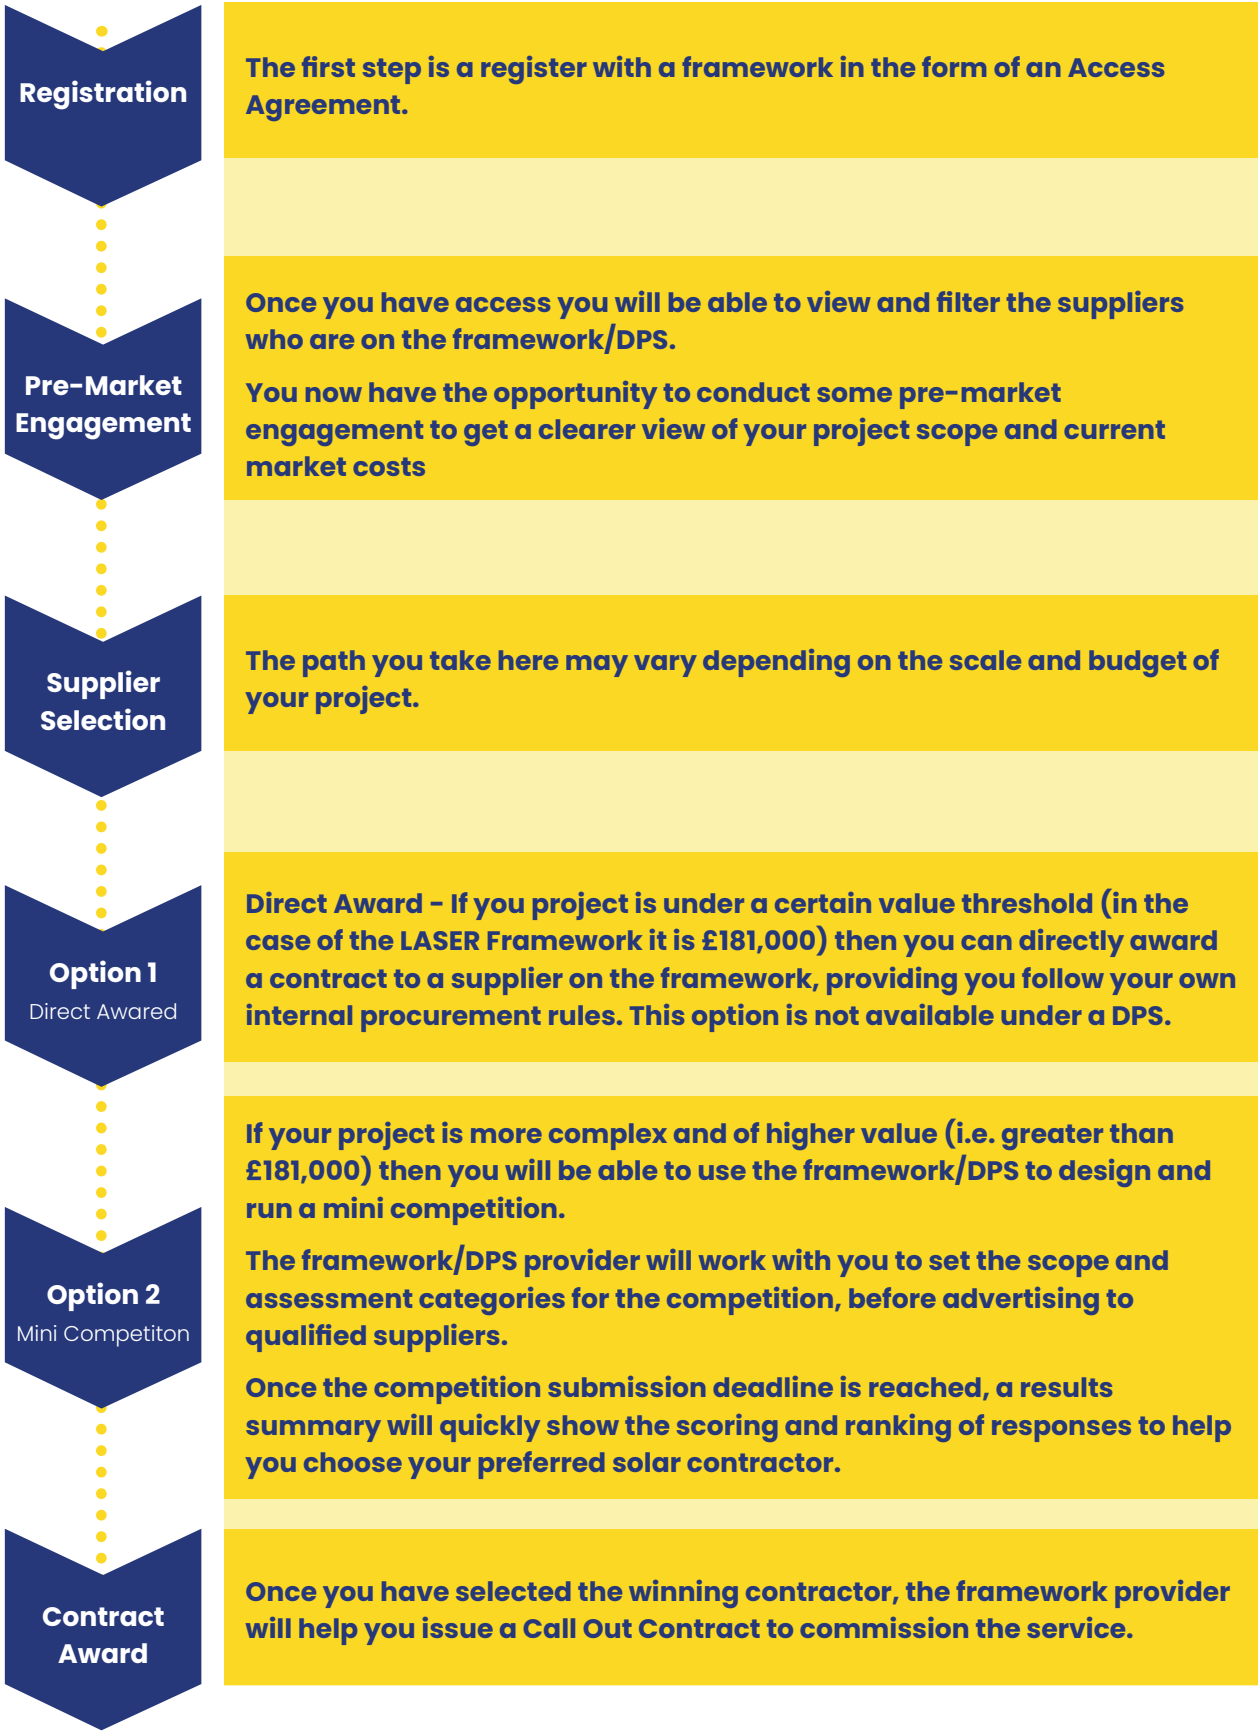 Registration
The first step is a register with a framework in the form of an Access
Agreement.
Pre-Market
Engagement
Once you have access you will be able to view and filter the suppliers
who are on the framework/DPS.
You now have the opportunity to conduct some pre-market
engagement to get a clearer view of your project scope and current
market costs
Supplier
Selection
The path you take here may vary depending on the scale and budget of
your project.
Option 1
Direct Awared
Direct Award - If you project is under a certain value threshold (in the
case of the LASER Framework it is £181,000) then you can directly award
a contract to a supplier on the framework, providing you follow your own
internal procurement rules. This option is not available under a DPS.
Option 2
Mini Competiton
If your project is more complex and of higher value (i.e. greater than
£181,000) then you will be able to use the framework/DPS to design and
run a mini competition.
The framework/DPS provider will work with you to set the scope and
assessment categories for the competition, before advertising to
qualified suppliers.
Once the competition submission deadline is reached, a results
summary will quickly show the scoring and ranking of responses to help
you choose your preferred solar contractor.
Contract
Award
Once you have selected the winning contractor, the framework provider
will help you issue a Call Out Contract to commission the service.